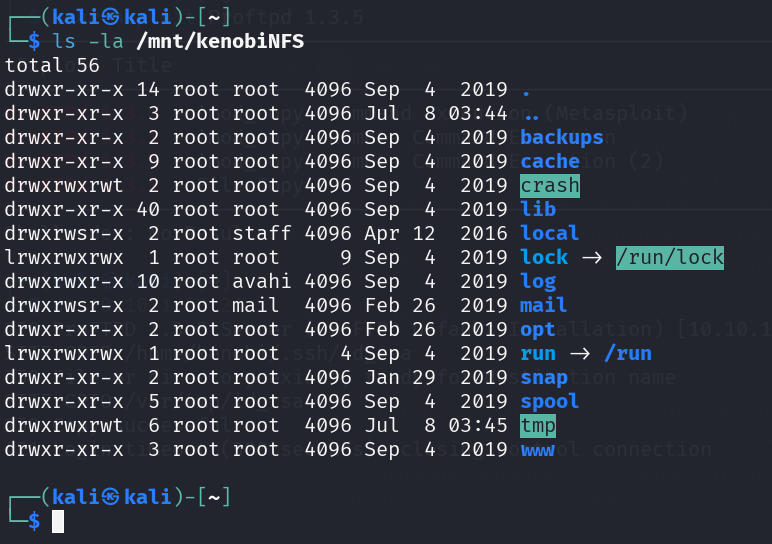 ┌──(kali㉿kali)-[~]
└─$ ls -la /mnt/kenobiNFS
total 56
drwxr-xr-x 14 root root  4096 Sep  4  2019 .
drwxr-xr-x  3 root root  4096 Jul  8 03:44 ..
drwxr-xr-x  2 root root  4096 Sep  4  2019 backups
drwxr-xr-x  9 root root  4096 Sep  4  2019 cache
drwxrwxrwt  2 root root  4096 Sep  4  2019 crash
drwxr-xr-x 40 root root  4096 Sep  4  2019 lib
drwxrwsr-x  2 root staff 4096 Apr 12  2016 local
lrwxrwxrwx  1 root root     9 Sep  4  2019 lock -> /run/lock
drwxrwxr-x 10 root avahi 4096 Sep  4  2019 log
drwxrwsr-x  2 root mail  4096 Feb 26  2019 mail
drwxr-xr-x  2 root root  4096 Feb 26  2019 opt
lrwxrwxrwx  1 root root     4 Sep  4  2019 run -> /run
drwxr-xr-x  2 root root  4096 Jan 29  2019 snap
drwxr-xr-x  5 root root  4096 Sep  4  2019 spool
drwxrwxrwt  6 root root  4096 Jul  8 03:45 tmp
drwxr-xr-x  3 root root  4096 Sep  4  2019 www
┌──(kali㉿kali)-[~]
└─$